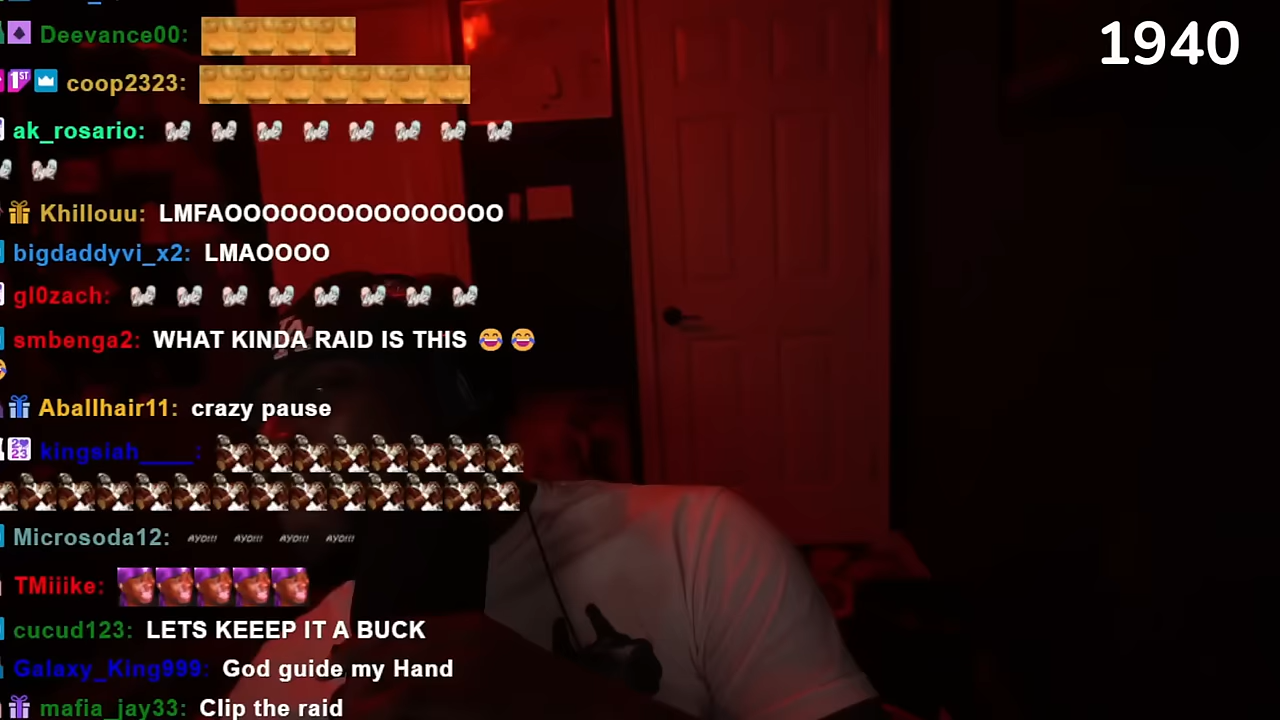 1940
Deevance00:
1ST coop2323:
ak_rosario:
Khillouu: LMFAOOOOOOOOOOOOOOO
bigdaddyvi_x2: LMAOOOO
gl0zach:
smbenga2: WHAT KINDA RAID IS THIS 😂 😂
Aballhair11: crazy pause
kingsiah____:
Microsoda12: AYO!!! AYO!!! AYO!!! AYO!!!
TMiiike:
cucud123: LETS KEEEP IT A BUCK
Galaxy_King999: God guide my Hand
mafia_jay33: Clip the raid